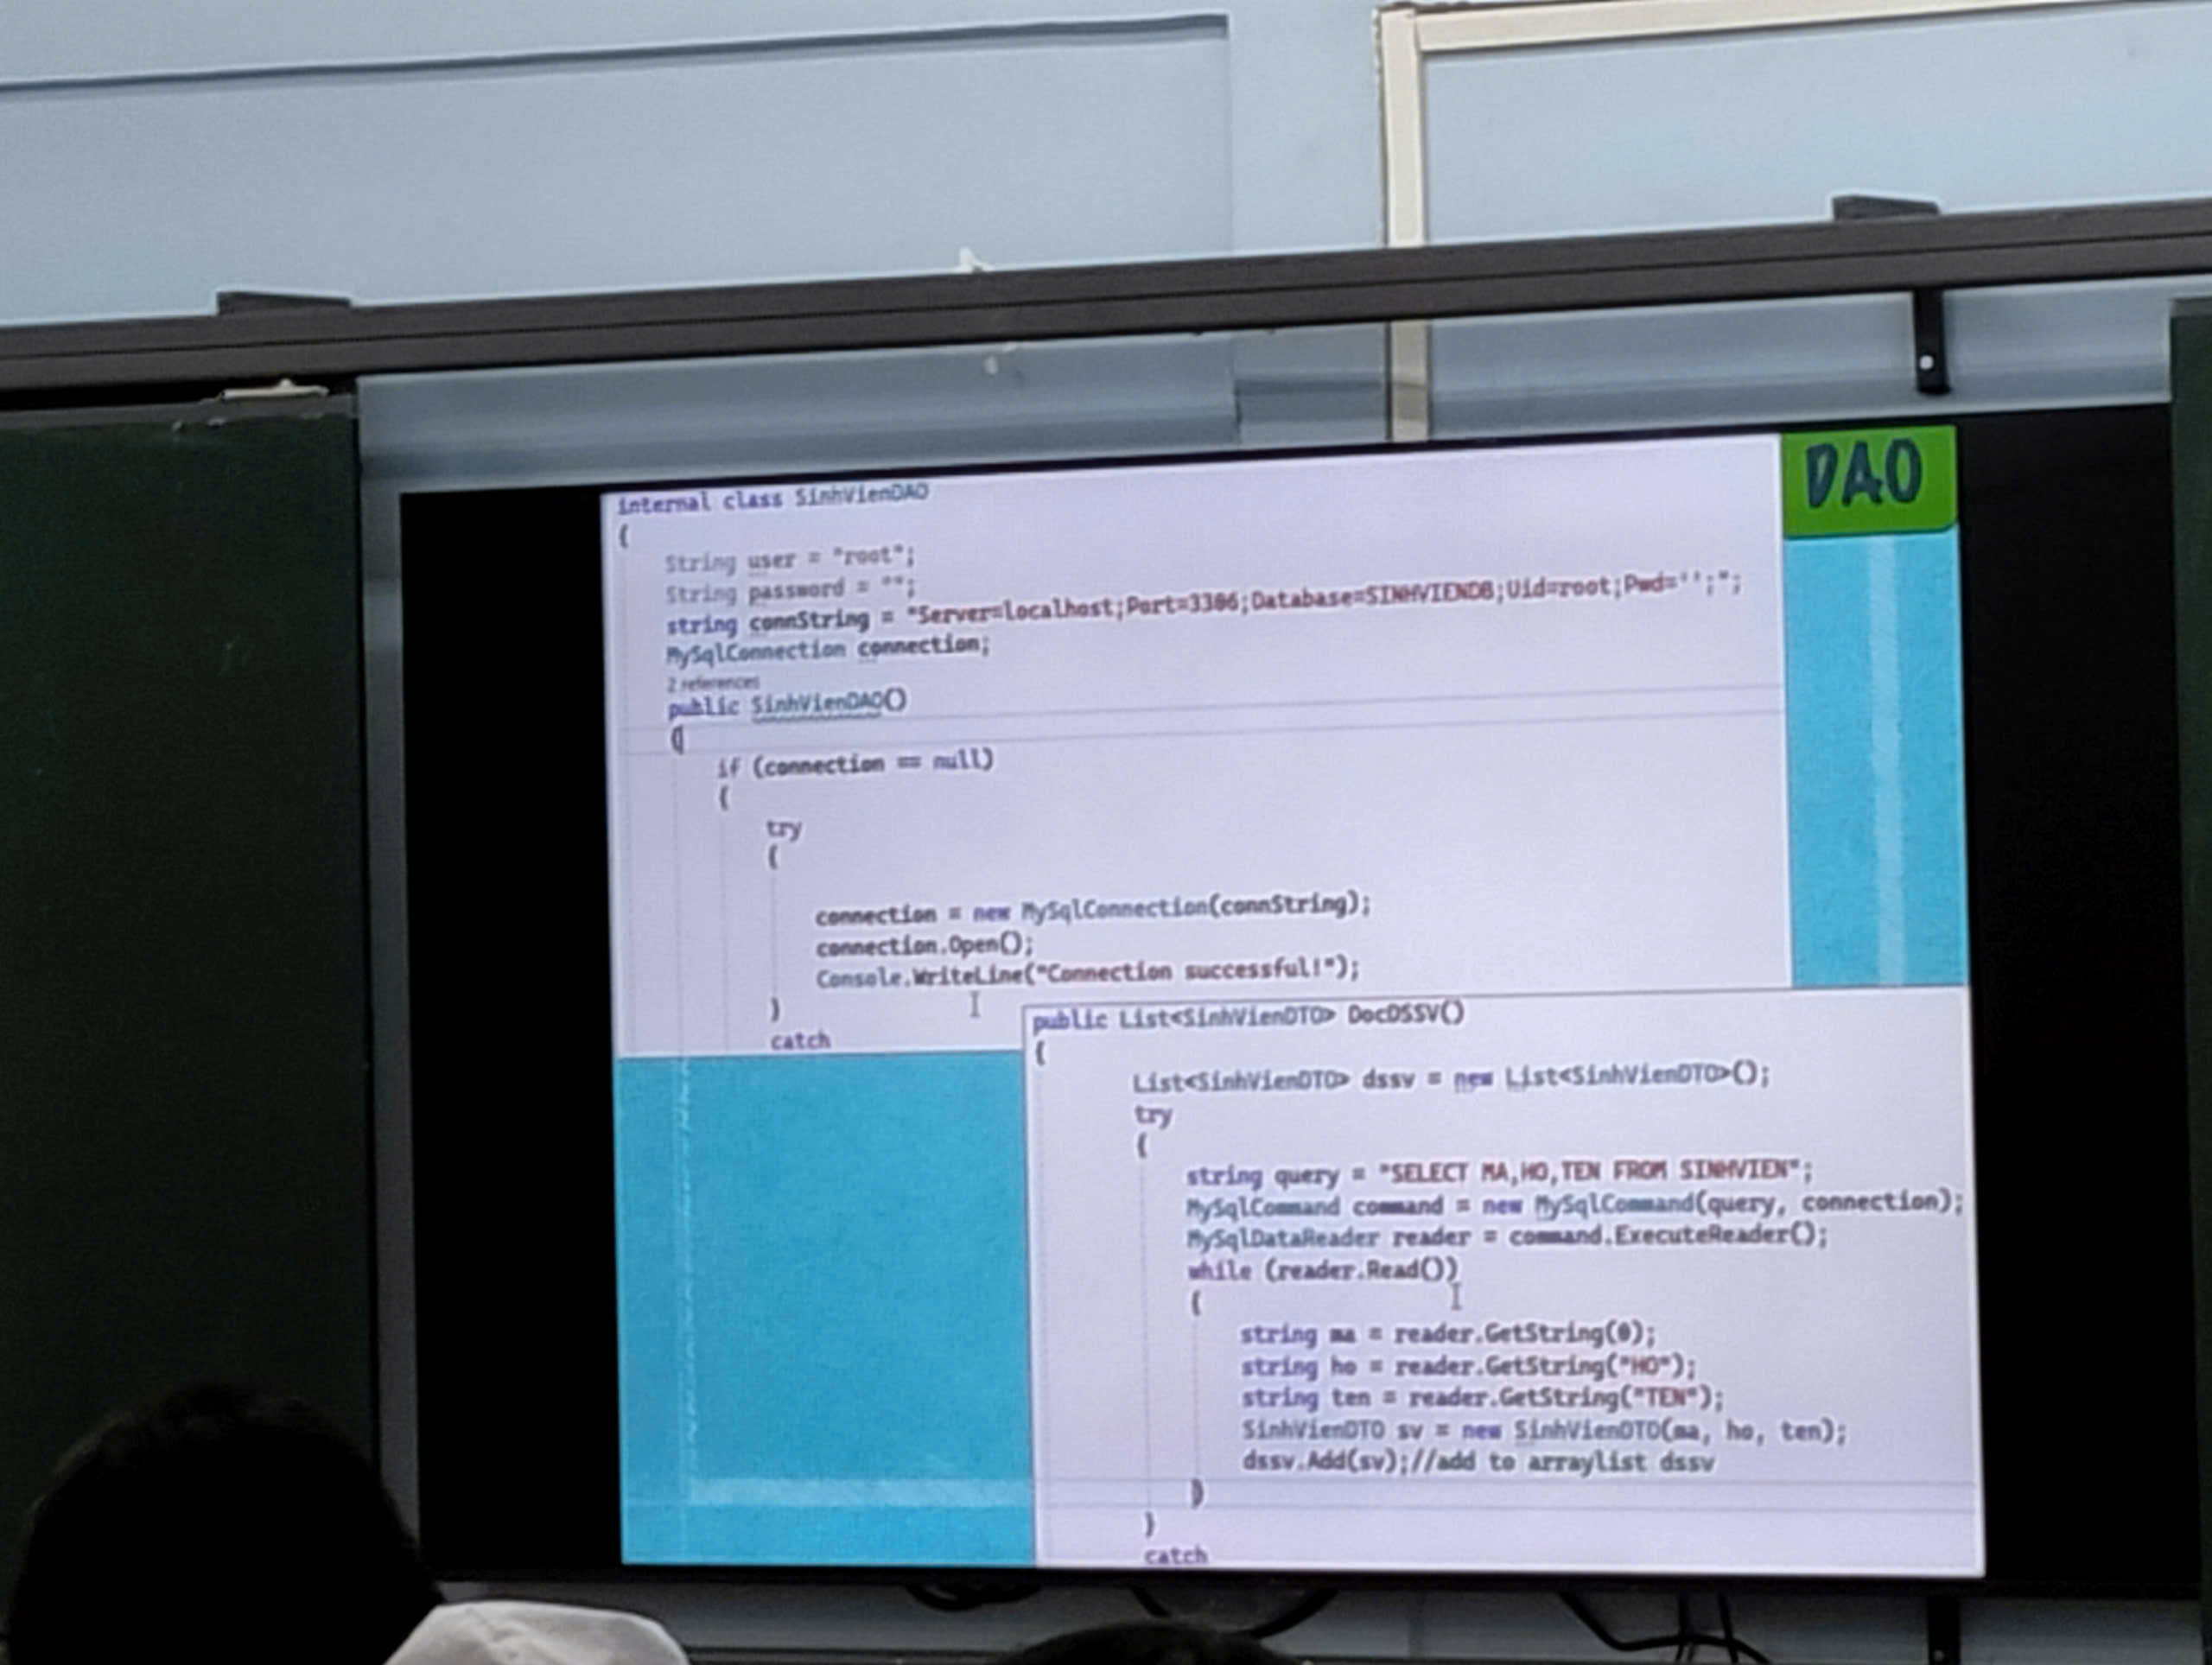 DAO
internal class SinhVienDAO
{
String user = "root";
String password = "";
string connString = "Server=localhost;Port=3306;Database=SINHVIENDB;Uid=root;Pwd='';";
MySqlConnection connection;
2 references
public SinhVienDAO()
{
if (connection == null)
{
try
{
connection = new MySqlConnection(connString);
connection.Open();
Console.WriteLine("Connection successful!");
}
catch
public List<SinhVienDTO> DocDSSV()
{
List<SinhVienDTO> dssv = new List<SinhVienDTO>();
try
{
string query = "SELECT MA,HO,TEN FROM SINHVIEN";
MySqlCommand command = new MySqlCommand(query, connection);
MySqlDataReader reader = command.ExecuteReader();
while (reader.Read())
{
string ma = reader.GetString(0);
string ho = reader.GetString("HO");
string ten = reader.GetString("TEN");
SinhVienDTO sv = new SinhVienDTO(ma, ho, ten);
dssv.Add(sv);//add to arraylist dssv
}
}
catch